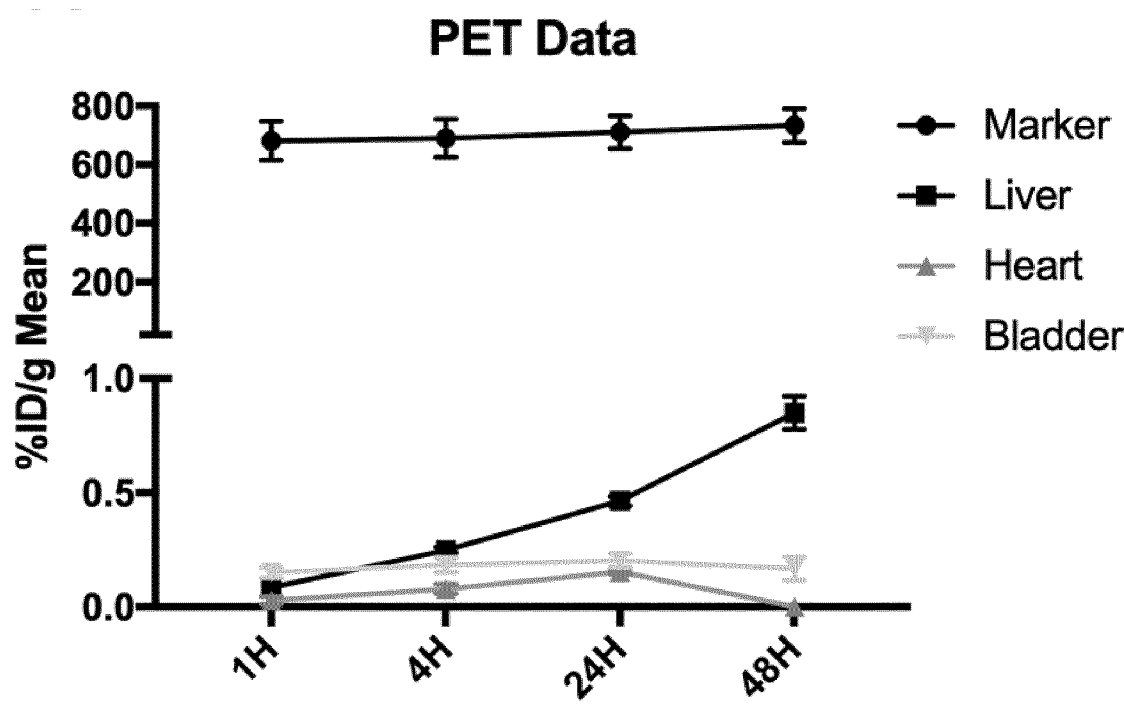 PET Data
800
600
400
200
1.0
0.5
0.0
%ID/g Mean
1H
4H
24H
48H
Marker
Liver
Heart
Bladder